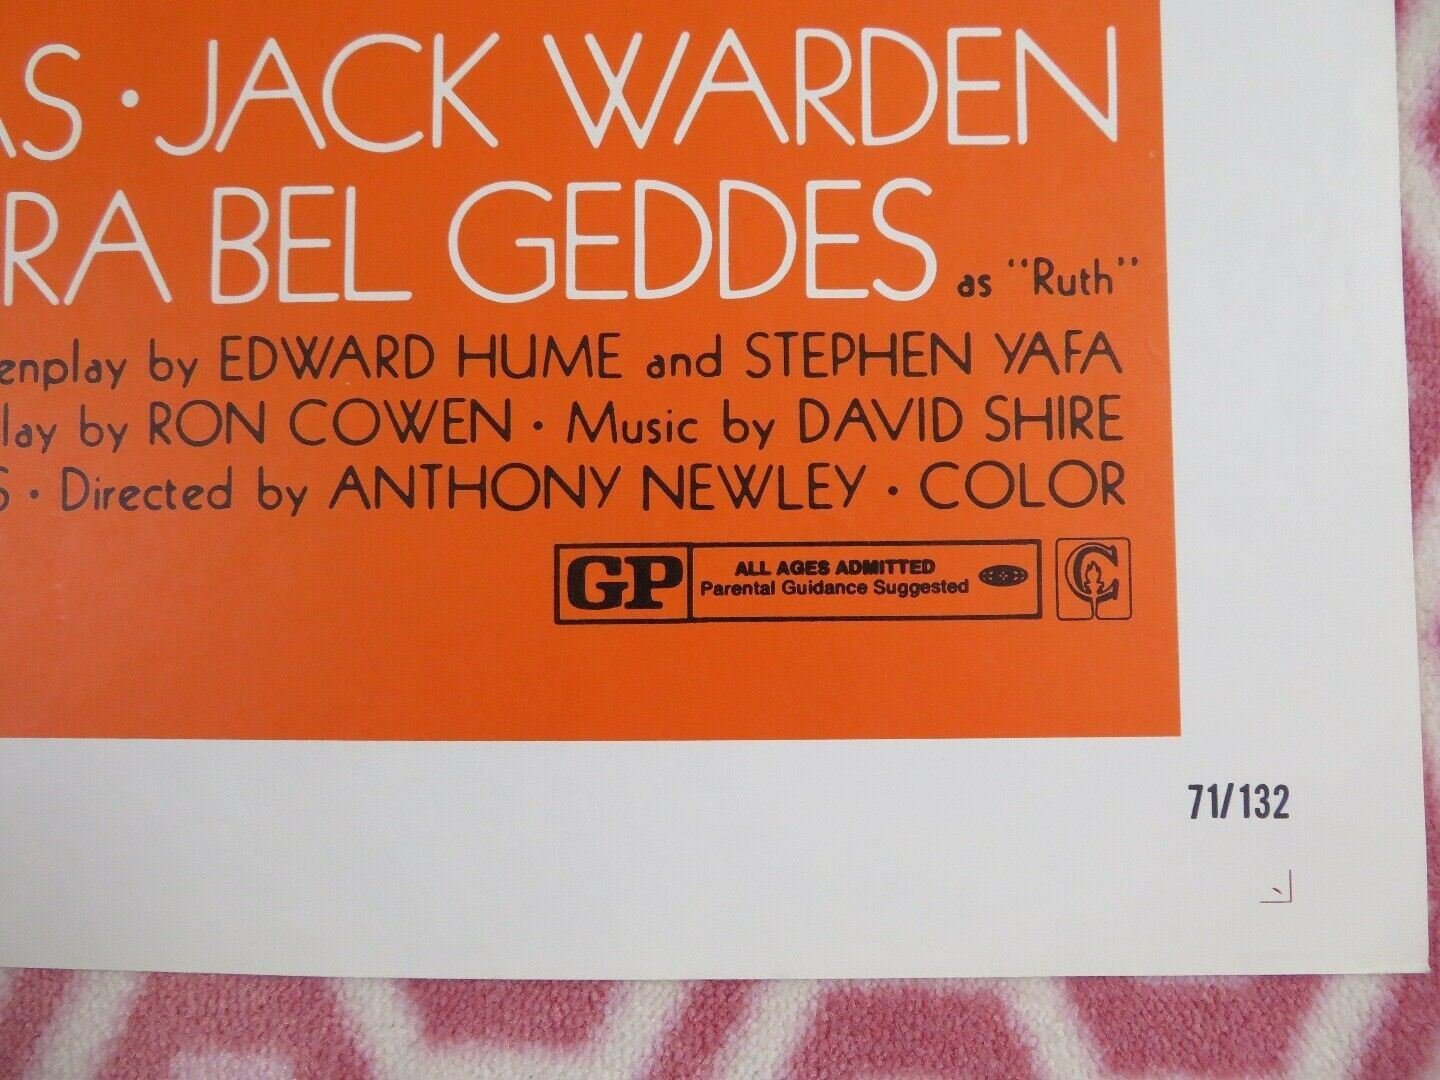 AS · JACK WARDEN
RA BEL GEDDES as "Ruth"
enplay by EDWARD HUME and STEPHEN YAFA
lay by RON COWEN · Music by DAVID SHIRE
S · Directed by ANTHONY NEWLEY · COLOR
GP ALL AGES ADMITTED
Parental Guidance Suggested
C
71/132